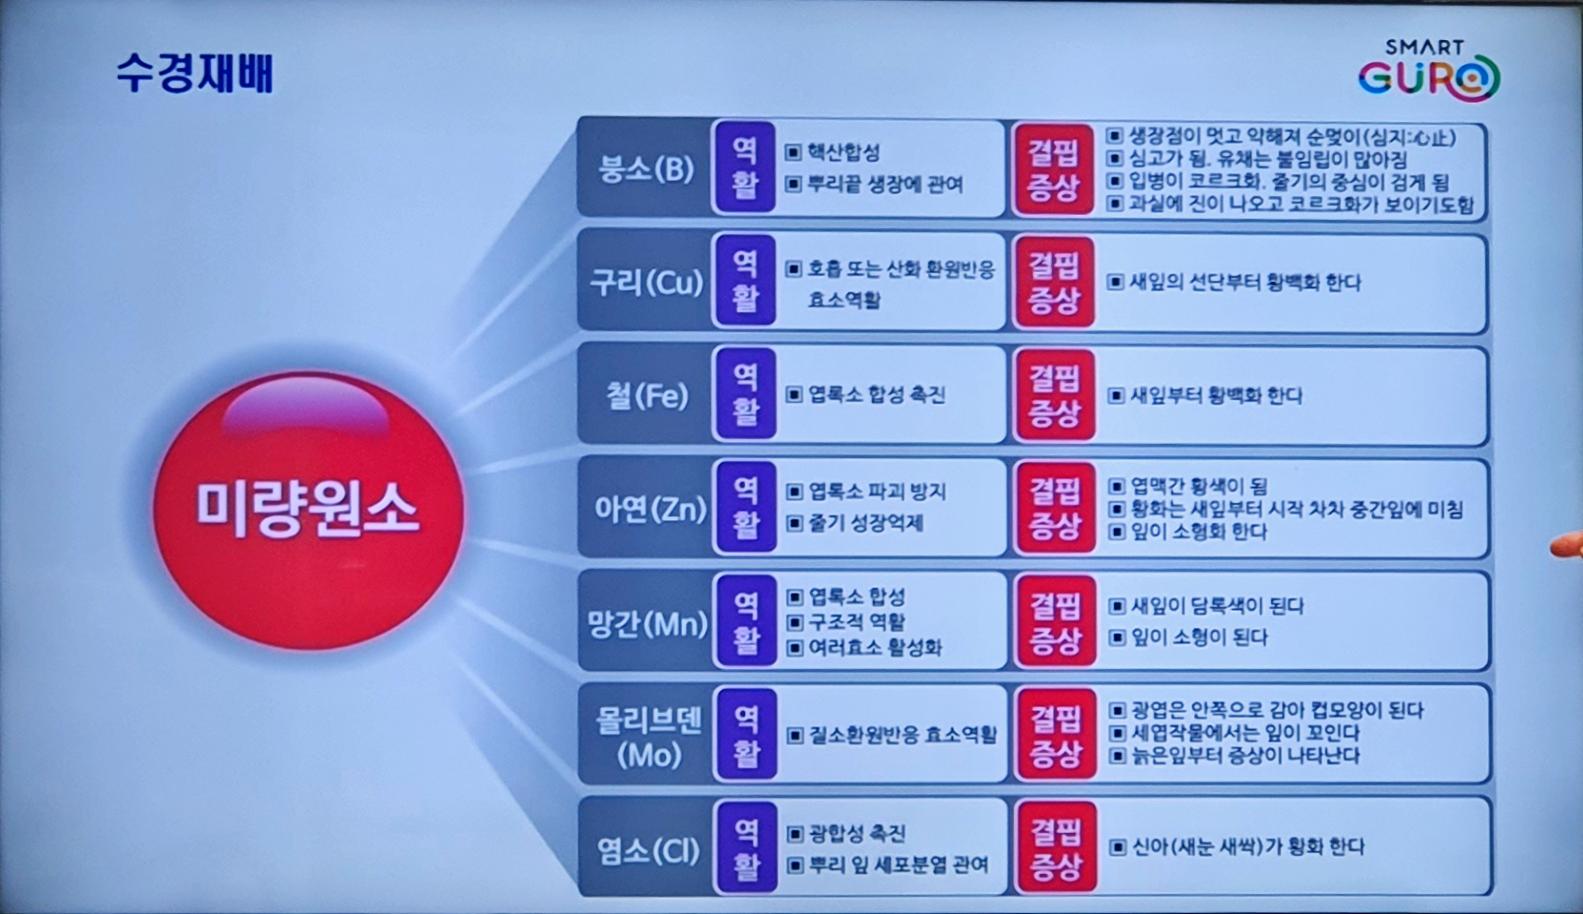 수경재배
SMART
GURO
미량원소
붕소(B)
역
활
▣ 핵산합성
▣ 뿌리끝 생장에 관여
결핍
증상
▣ 생장점이 멋고 약해져 순멎이(심지:心止)
▣ 심고가 됨. 유채는 불임립이 많아짐
▣ 입병이 코르크화. 줄기의 중심이 검게 됨
▣ 과실에 진이 나오고 코르크화가 보이기도함
구리(Cu)
역
활
▣ 호흡 또는 산화 환원반응
효소역활
결핍
증상
▣ 새잎의 선단부터 황백화 한다
철(Fe)
역
활
▣ 엽록소 합성 촉진
결핍
증상
▣ 새잎부터 황백화 한다
아연(Zn)
역
활
▣ 엽록소 파괴 방지
▣ 줄기 성장억제
결핍
증상
▣ 엽맥간 황색이 됨
▣ 황화는 새잎부터 시작 차차 중간잎에 미침
▣ 잎이 소형화 한다
망간(Mn)
역
활
▣ 엽록소 합성
▣ 구조적 역활
▣ 여러효소 활성화
결핍
증상
▣ 새잎이 담록색이 된다
▣ 잎이 소형이 된다
몰리브덴
(Mo)
역
활
▣ 질소환원반응 효소역활
결핍
증상
▣ 광엽은 안쪽으로 감아 컵모양이 된다
▣ 세엽작물에서는 잎이 꼬인다
▣ 늙은잎부터 증상이 나타난다
염소(Cl)
역
활
▣ 광합성 촉진
▣ 뿌리 잎 세포분열 관여
결핍
증상
▣ 신아(새눈 새싹)가 황화 한다